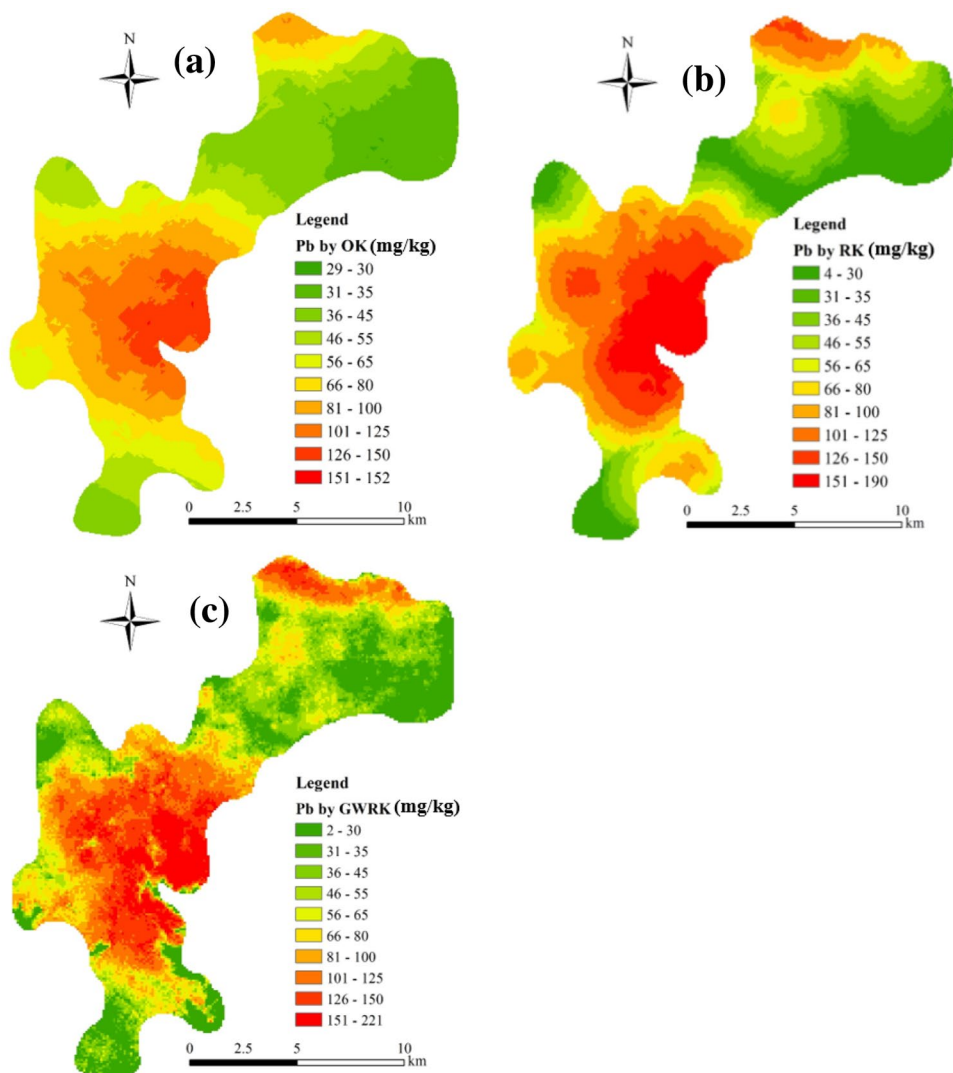 N
(a)
Legend
Pb by OK (mg/kg)
29 - 30
31 - 35
36 - 45
46 - 55
56 - 65
66 - 80
81 - 100
101 - 125
126 - 150
151 - 152
0 2.5 5 10
km
N
(b)
Legend
Pb by RK (mg/kg)
4 - 30
31 - 35
36 - 45
46 - 55
56 - 65
66 - 80
81 - 100
101 - 125
126 - 150
151 - 190
0 2.5 5 10
km
N
(c)
Legend
Pb by GWRK (mg/kg)
2 - 30
31 - 35
36 - 45
46 - 55
56 - 65
66 - 80
81 - 100
101 - 125
126 - 150
151 - 221
0 2.5 5 10
km